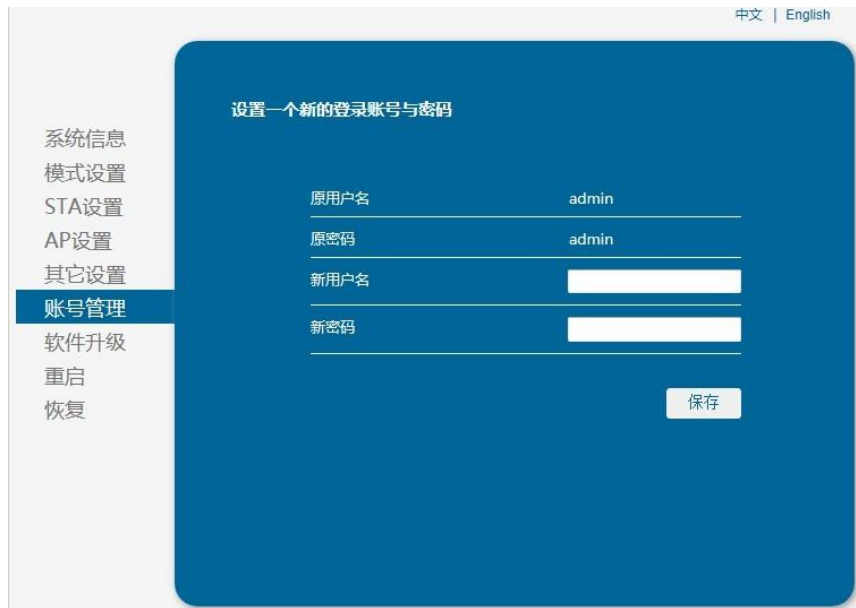 中文 | English
设置一个新的登录账号与密码
系统信息
模式设置
STA设置
AP设置
其它设置
账号管理
软件升级
重启
恢复
原用户名 admin
原密码 admin
新用户名
新密码
保存